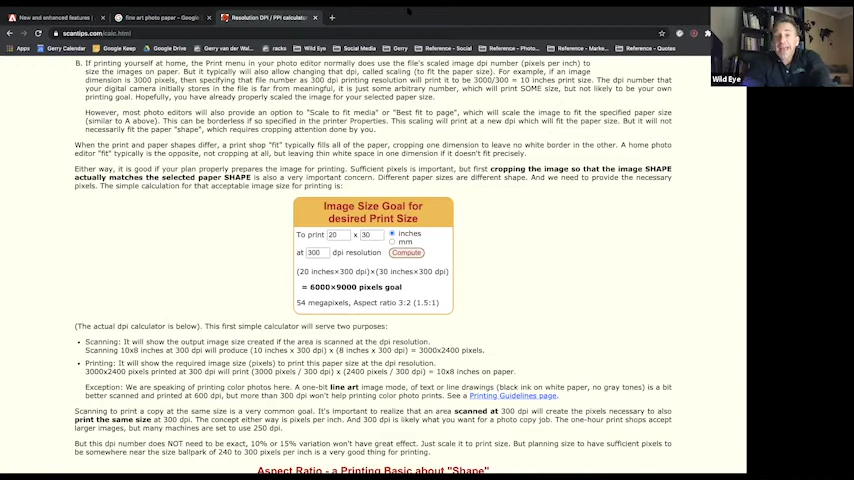 New and enhanced features |
fine art photo paper - Google
Resolution DPI / PPI calculato
scantips.com/calc.html
Apps
Gerry Calendar
Google Keep
Google Drive
Gerry van der Wal...
racks
Wild Eye
Social Media
Gerry
Reference - Work
Reference - Marke...
Reference - Photo...
Wild Eye
B. If printing yourself at home, the Print menu in your photo editor normally does use the file's scaled image dpi number (pixels per inch) to
size the images on paper. But it typically will also allow changing that dpi, called scaling (to fit the paper size). For example, if an image
dimension is 3000 pixels, then specifying that file number as 300 dpi printing resolution will print it to be 3000/300 = 10 inches print size. The dpi number that
your digital camera initially stores in the file is far from meaningful, it is just some arbitrary number, which will print SOME size, but not likely to be your own
printing goal. Hopefully, you have already properly scaled the image for your selected paper size.
However, most photo editors will also provide an option to "Scale to fit media" or "Best fit to page", which will scale the image to fit the specified paper size
(similar to A above). This can be borderless if so specified in the printer Properties. This scaling will print at a new dpi which will fit the paper size. But it will not
necessarily fit the paper "shape", which requires cropping attention done by you.
When the print and paper shapes differ, a print shop "fit" typically fills all of the paper, cropping one dimension to leave no white border in the other. A home photo
editor "fit" typically is the opposite, not cropping at all, but leaving thin white space in one dimension if it doesn't fit precisely.
Either way, it is good if your plan properly prepares the image for printing. Sufficient pixels is important, but first cropping the image so that the image SHAPE
actually matches the selected paper SHAPE is also a very important concern. Different paper sizes are different shape. And we need to provide the necessary
pixels. The simple calculation for that acceptable image size for printing is:
Image Size Goal for
desired Print Size
To print 20 x 30 inches
mm
at 300 dpi resolution Compute
(20 inches×300 dpi)×(30 inches×300 dpi)
= 6000×9000 pixels goal
54 megapixels, Aspect ratio 3:2 (1.5:1)
(The actual dpi calculator is below). This first simple calculator will serve two purposes:
• Scanning: It will show the output image size created if the area is scanned at the dpi resolution.
Scanning 10x8 inches at 300 dpi will produce (10 inches x 300 dpi) x (8 inches x 300 dpi) = 3000x2400 pixels.
• Printing: It will show the required image size (pixels) to print this paper size at the dpi resolution.
3000x2400 pixels printed at 300 dpi will print (3000 pixels / 300 dpi) x (2400 pixels / 300 dpi) = 10x8 inches on paper.
Exception: We are speaking of printing color photos here. A one-bit line art image mode, of text or line drawings (black ink on white paper, no gray tones) is a bit
better scanned and printed at 600 dpi, but more than 300 dpi won't help printing color photo prints. See a Printing Guidelines page.
Scanning to print a copy at the same size is a very common goal. It's important to realize that an area scanned at 300 dpi will create the pixels necessary to also
print the same size at 300 dpi. The concept either way is pixels per inch. And 300 dpi is likely what you want for a photo copy job. The one-hour print shops accept
larger images, but many machines are set to use 250 dpi.
But this dpi number does NOT need to be exact, 10% or 15% variation won't have great effect. Just scale it to print size. But planning size to have sufficient pixels to
be somewhere near the size ballpark of 240 to 300 pixels per inch is a very good thing for printing.
Aspect Ratio - a Printing Basic about "Shape"